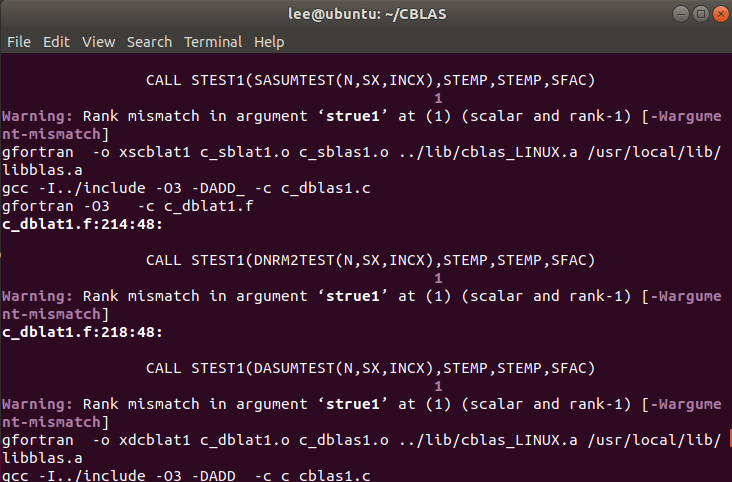 lee@ubuntu: ~/CBLAS
File Edit View Search Terminal Help
CALL STEST1(SASUMTEST(N,SX,INCX),STEMP,STEMP,SFAC)
1
Warning: Rank mismatch in argument ‘strue1’ at (1) (scalar and rank-1) [-Wargume
nt-mismatch]
gfortran  -o xscblat1 c_sblat1.o c_sblas1.o ../lib/cblas_LINUX.a /usr/local/lib/
libblas.a
gcc -I../include -O3 -DADD_ -c c_dblas1.c
gfortran -O3   -c c_dblat1.f
c_dblat1.f:214:48:
CALL STEST1(DNRM2TEST(N,SX,INCX),STEMP,STEMP,SFAC)
1
Warning: Rank mismatch in argument ‘strue1’ at (1) (scalar and rank-1) [-Wargume
nt-mismatch]
c_dblat1.f:218:48:
CALL STEST1(DASUMTEST(N,SX,INCX),STEMP,STEMP,SFAC)
1
Warning: Rank mismatch in argument ‘strue1’ at (1) (scalar and rank-1) [-Wargume
nt-mismatch]
gfortran  -o xdcblat1 c_dblat1.o c_dblas1.o ../lib/cblas_LINUX.a /usr/local/lib/
libblas.a
gcc -I../include -O3 -DADD_ -c c_cblas1.c